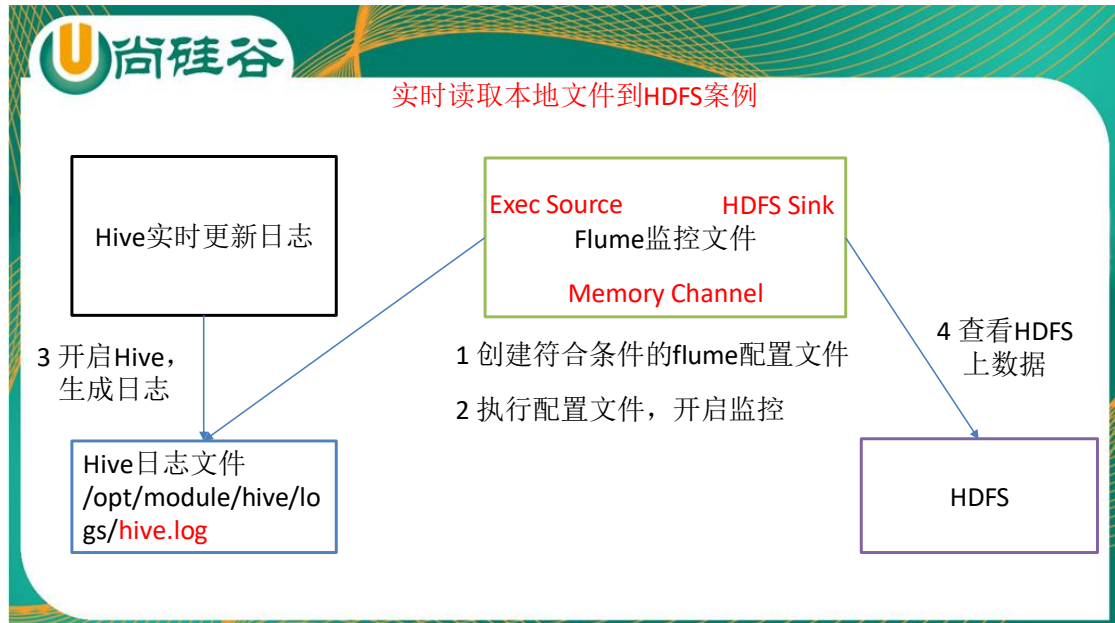 尚硅谷
实时读取本地文件到HDFS案例
Hive实时更新日志
Exec Source
HDFS Sink
Flume监控文件
Memory Channel
3 开启Hive，
生成日志
1 创建符合条件的flume配置文件
2 执行配置文件，开启监控
4 查看HDFS
上数据
Hive日志文件
/opt/module/hive/lo
gs/hive.log
HDFS